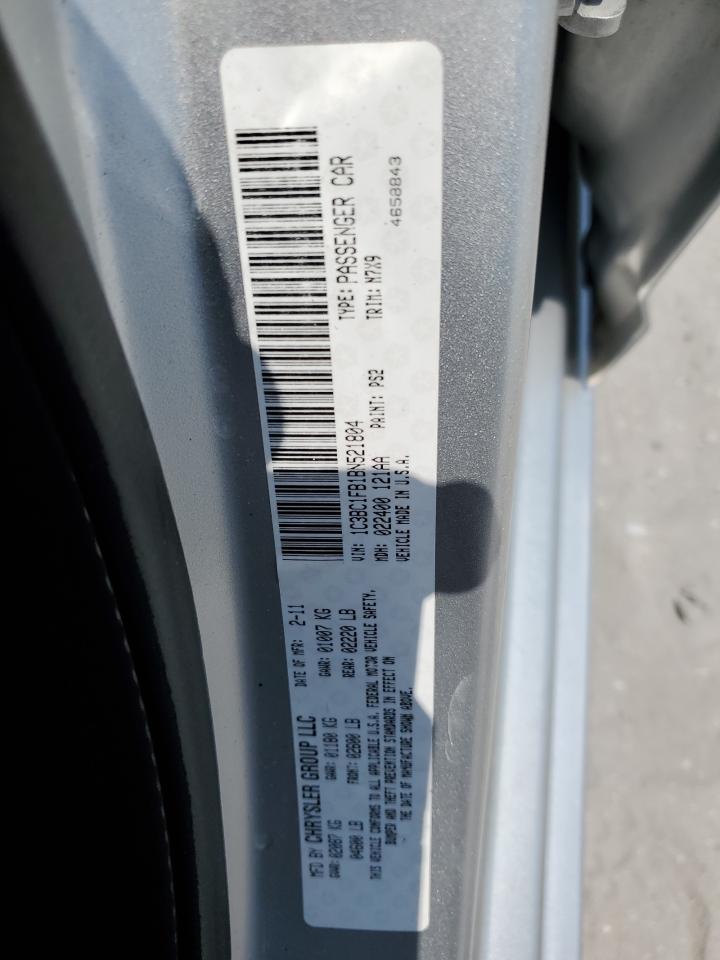 MFD BY CHRYSLER GROUP LLC
DATE OF MFR: 2-11
GVWR: 02087 KG
GAWR: 01180 KG
GAWR: 01007 KG
04600 LB
FRONT: 02600 LB
REAR: 02220 LB
THIS VEHICLE CONFORMS TO ALL APPLICABLE U.S.A. FEDERAL MOTOR VEHICLE SAFETY,
BUMPER AND THEFT PREVENTION STANDARDS IN EFFECT ON
THE DATE OF MANUFACTURE SHOWN ABOVE.
VIN: 1C3BC1FB1BN521804
TYPE: PASSENGER CAR
MDH: 022400 121AA
PAINT: PS2
TRIM: N7X9
VEHICLE MADE IN U.S.A.
4658843